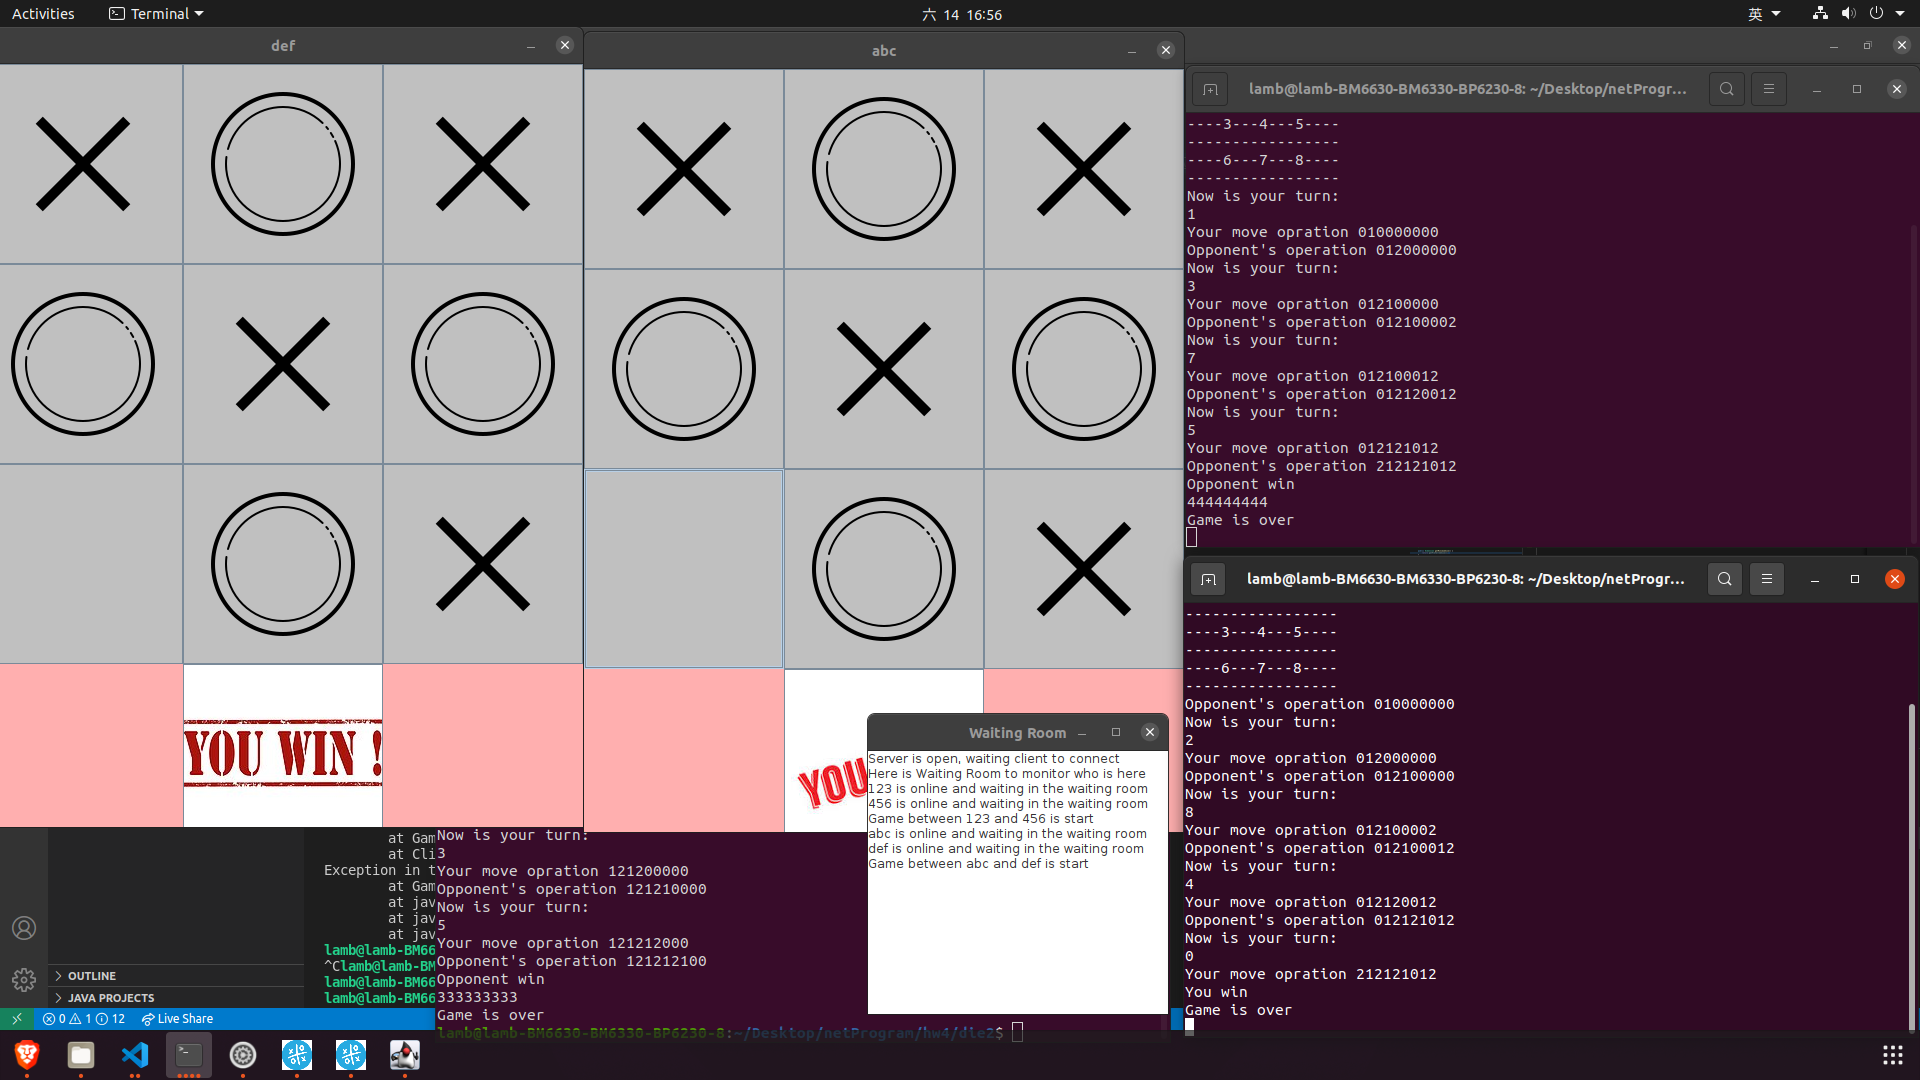 Activities
Terminal
六 14 16:56
英
def
abc
YOU WIN !
YOU
lamb@lamb-BM6630-BM6330-BP6230-8: ~/Desktop/netProgr…
----3---4---5----
-----------------
----6---7---8----
-----------------
Now is your turn:
1
Your move opration 010000000
Opponent's operation 012000000
Now is your turn:
3
Your move opration 012100000
Opponent's operation 012100002
Now is your turn:
7
Your move opration 012100012
Opponent's operation 012120012
Now is your turn:
5
Your move opration 012121012
Opponent's operation 212121012
Opponent win
444444444
Game is over
lamb@lamb-BM6630-BM6330-BP6230-8: ~/Desktop/netProgr…
-----------------
----3---4---5----
-----------------
----6---7---8----
-----------------
Opponent's operation 010000000
Now is your turn:
2
Your move opration 012000000
Opponent's operation 012100000
Now is your turn:
8
Your move opration 012100002
Opponent's operation 012100012
Now is your turn:
4
Your move opration 012120012
Opponent's operation 012121012
Now is your turn:
0
Your move opration 212121012
You win
Game is over
Waiting Room
Server is open, waiting client to connect
Here is Waiting Room to monitor who is here
123 is online and waiting in the waiting room
456 is online and waiting in the waiting room
Game between 123 and 456 is start
abc is online and waiting in the waiting room
def is online and waiting in the waiting room
Game between abc and def is start
at Gam
at Cli
Exception in t
at Gam
at jav
at jav
at jav
lamb@lamb-BM66
^Clamb@lamb-BM
lamb@lamb-BM66
lamb@lamb-BM66
Now is your turn:
3
Your move opration 121200000
Opponent's operation 121210000
Now is your turn:
5
Your move opration 121212000
Opponent's operation 121212100
Opponent win
333333333
Game is over
lamb@lamb-BM6630-BM6330-BP6230-8:~/Desktop/netProgram/hw4/dle2$
OUTLINE
JAVA PROJECTS
0 1 12 Live Share